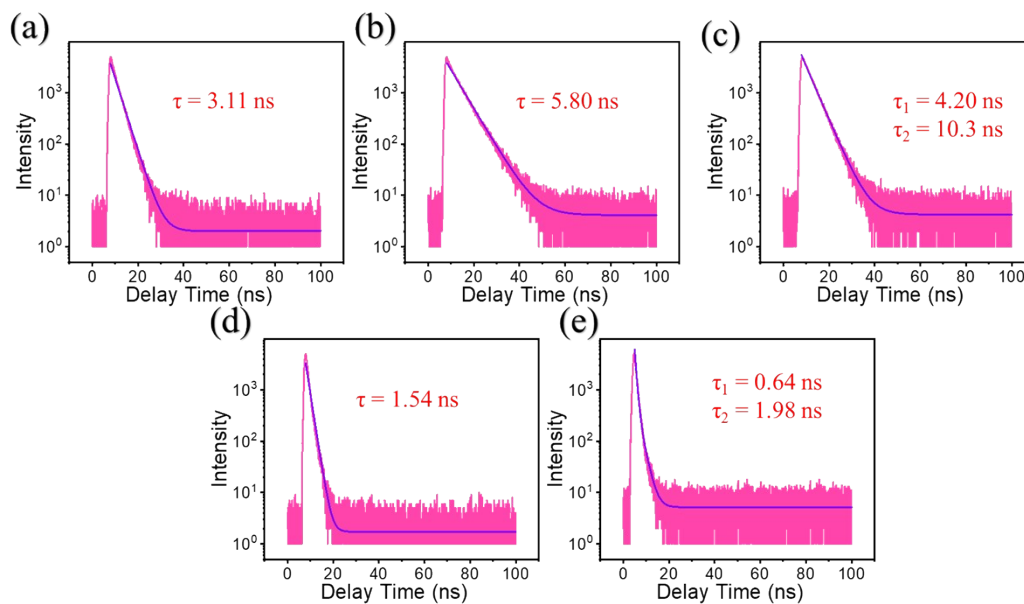 (a)
τ = 3.11 ns
Intensity
10³
10²
10¹
10⁰
0 20 40 60 80 100
Delay Time (ns)
(b)
τ = 5.80 ns
Intensity
10³
10²
10¹
10⁰
0 20 40 60 80 100
Delay Time (ns)
(c)
τ₁ = 4.20 ns
τ₂ = 10.3 ns
Intensity
10³
10²
10¹
10⁰
0 20 40 60 80 100
Delay Time (ns)
(d)
τ = 1.54 ns
Intensity
10³
10²
10¹
10⁰
0 20 40 60 80 100
Delay Time (ns)
(e)
τ₁ = 0.64 ns
τ₂ = 1.98 ns
Intensity
10³
10²
10¹
10⁰
0 20 40 60 80 100
Delay Time (ns)